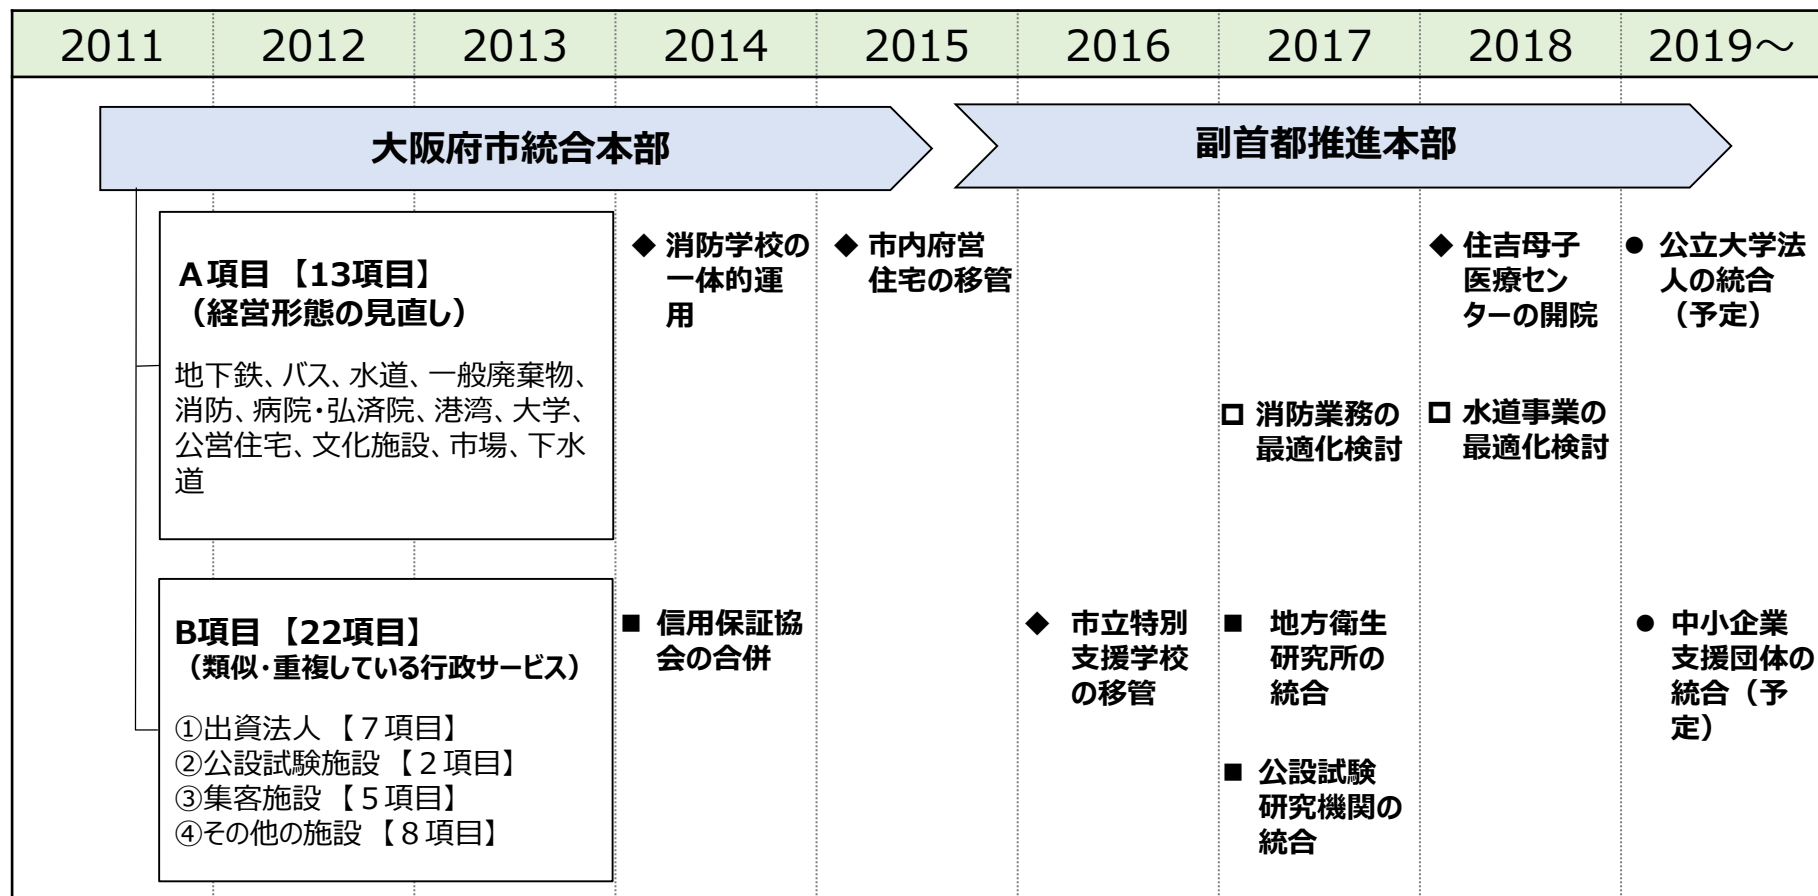 2011 2012 2013 2014 2015 2016 2017 2018 2019～
大阪府市統合本部
副首都推進本部
Ａ項目 【13項目】
（経営形態の見直し）
地下鉄、バス、水道、一般廃棄物、
消防、病院・弘済院、港湾、大学、
公営住宅、文化施設、市場、下水
道
◆ 消防学校の
一体的運
用
◆ 市内府営
住宅の移管
◆ 住吉母子
医療セン
ターの開院
● 公立大学法
人の統合
（予定）
□ 消防業務の
最適化検討
□ 水道事業の
最適化検討
B項目 【22項目】
（類似・重複している行政サービス）
①出資法人 【７項目】
②公設試験施設 【２項目】
③集客施設 【５項目】
④その他の施設 【８項目】
■ 信用保証協
会の合併
◆ 市立特別
支援学校
の移管
■ 地方衛生
研究所の
統合
■ 公設試験
研究機関の
統合
● 中小企業
支援団体の
統合（予
定）